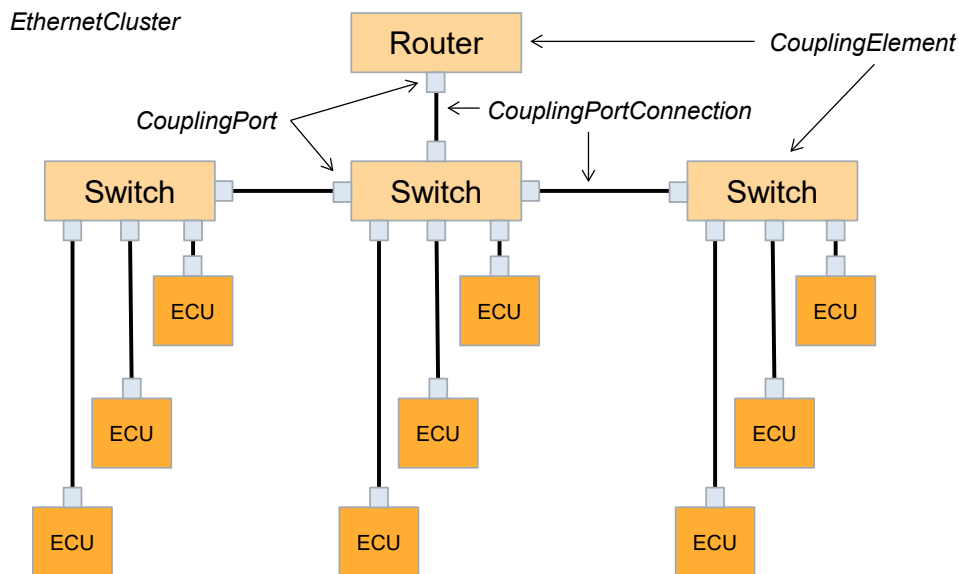 EthernetCluster
Router
CouplingElement
CouplingPort
CouplingPortConnection
Switch
Switch
Switch
ECU
ECU
ECU
ECU
ECU
ECU
ECU
ECU
ECU